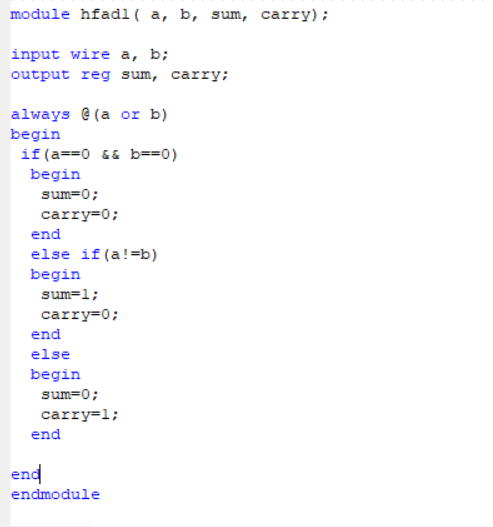 module hfadl( a, b, sum, carry);
input wire a, b;
output reg sum, carry;
always @(a or b)
begin
if(a==0 && b==0)
begin
sum=0;
carry=0;
end
else if(a!=b)
begin
sum=1;
carry=0;
end
else
begin
sum=0;
carry=1;
end
end
endmodule